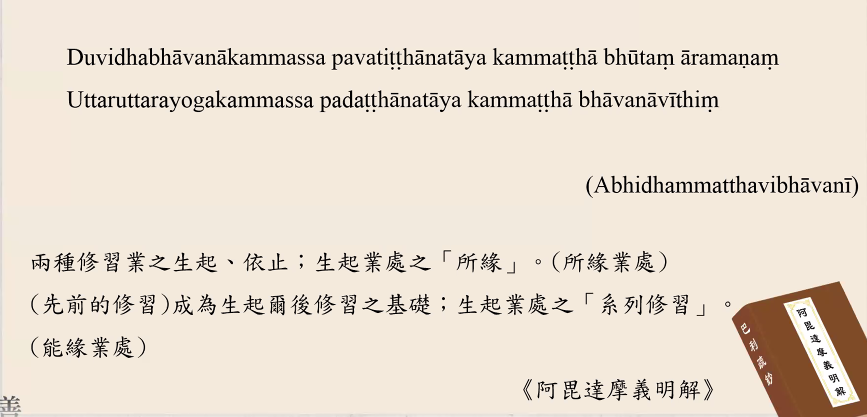 Duvidhabhāvanākammassa pavatiṭṭhānatāya kammaṭṭhā bhūtaṃ āramaṇaṃ
Uttaruttarayogakammassa padaṭṭhānatāya kammaṭṭhā bhāvanāvīthiṃ
(Abhidhammatthavibhāvanī)
兩種修習業之生起、依止；生起業處之「所緣」。(所緣業處)
(先前的修習)成為生起爾後修習之基礎；生起業處之「系列修習」。
(能緣業處)
《阿毘達摩義明解》
阿毘達摩義明解
巴利疏鈔
善